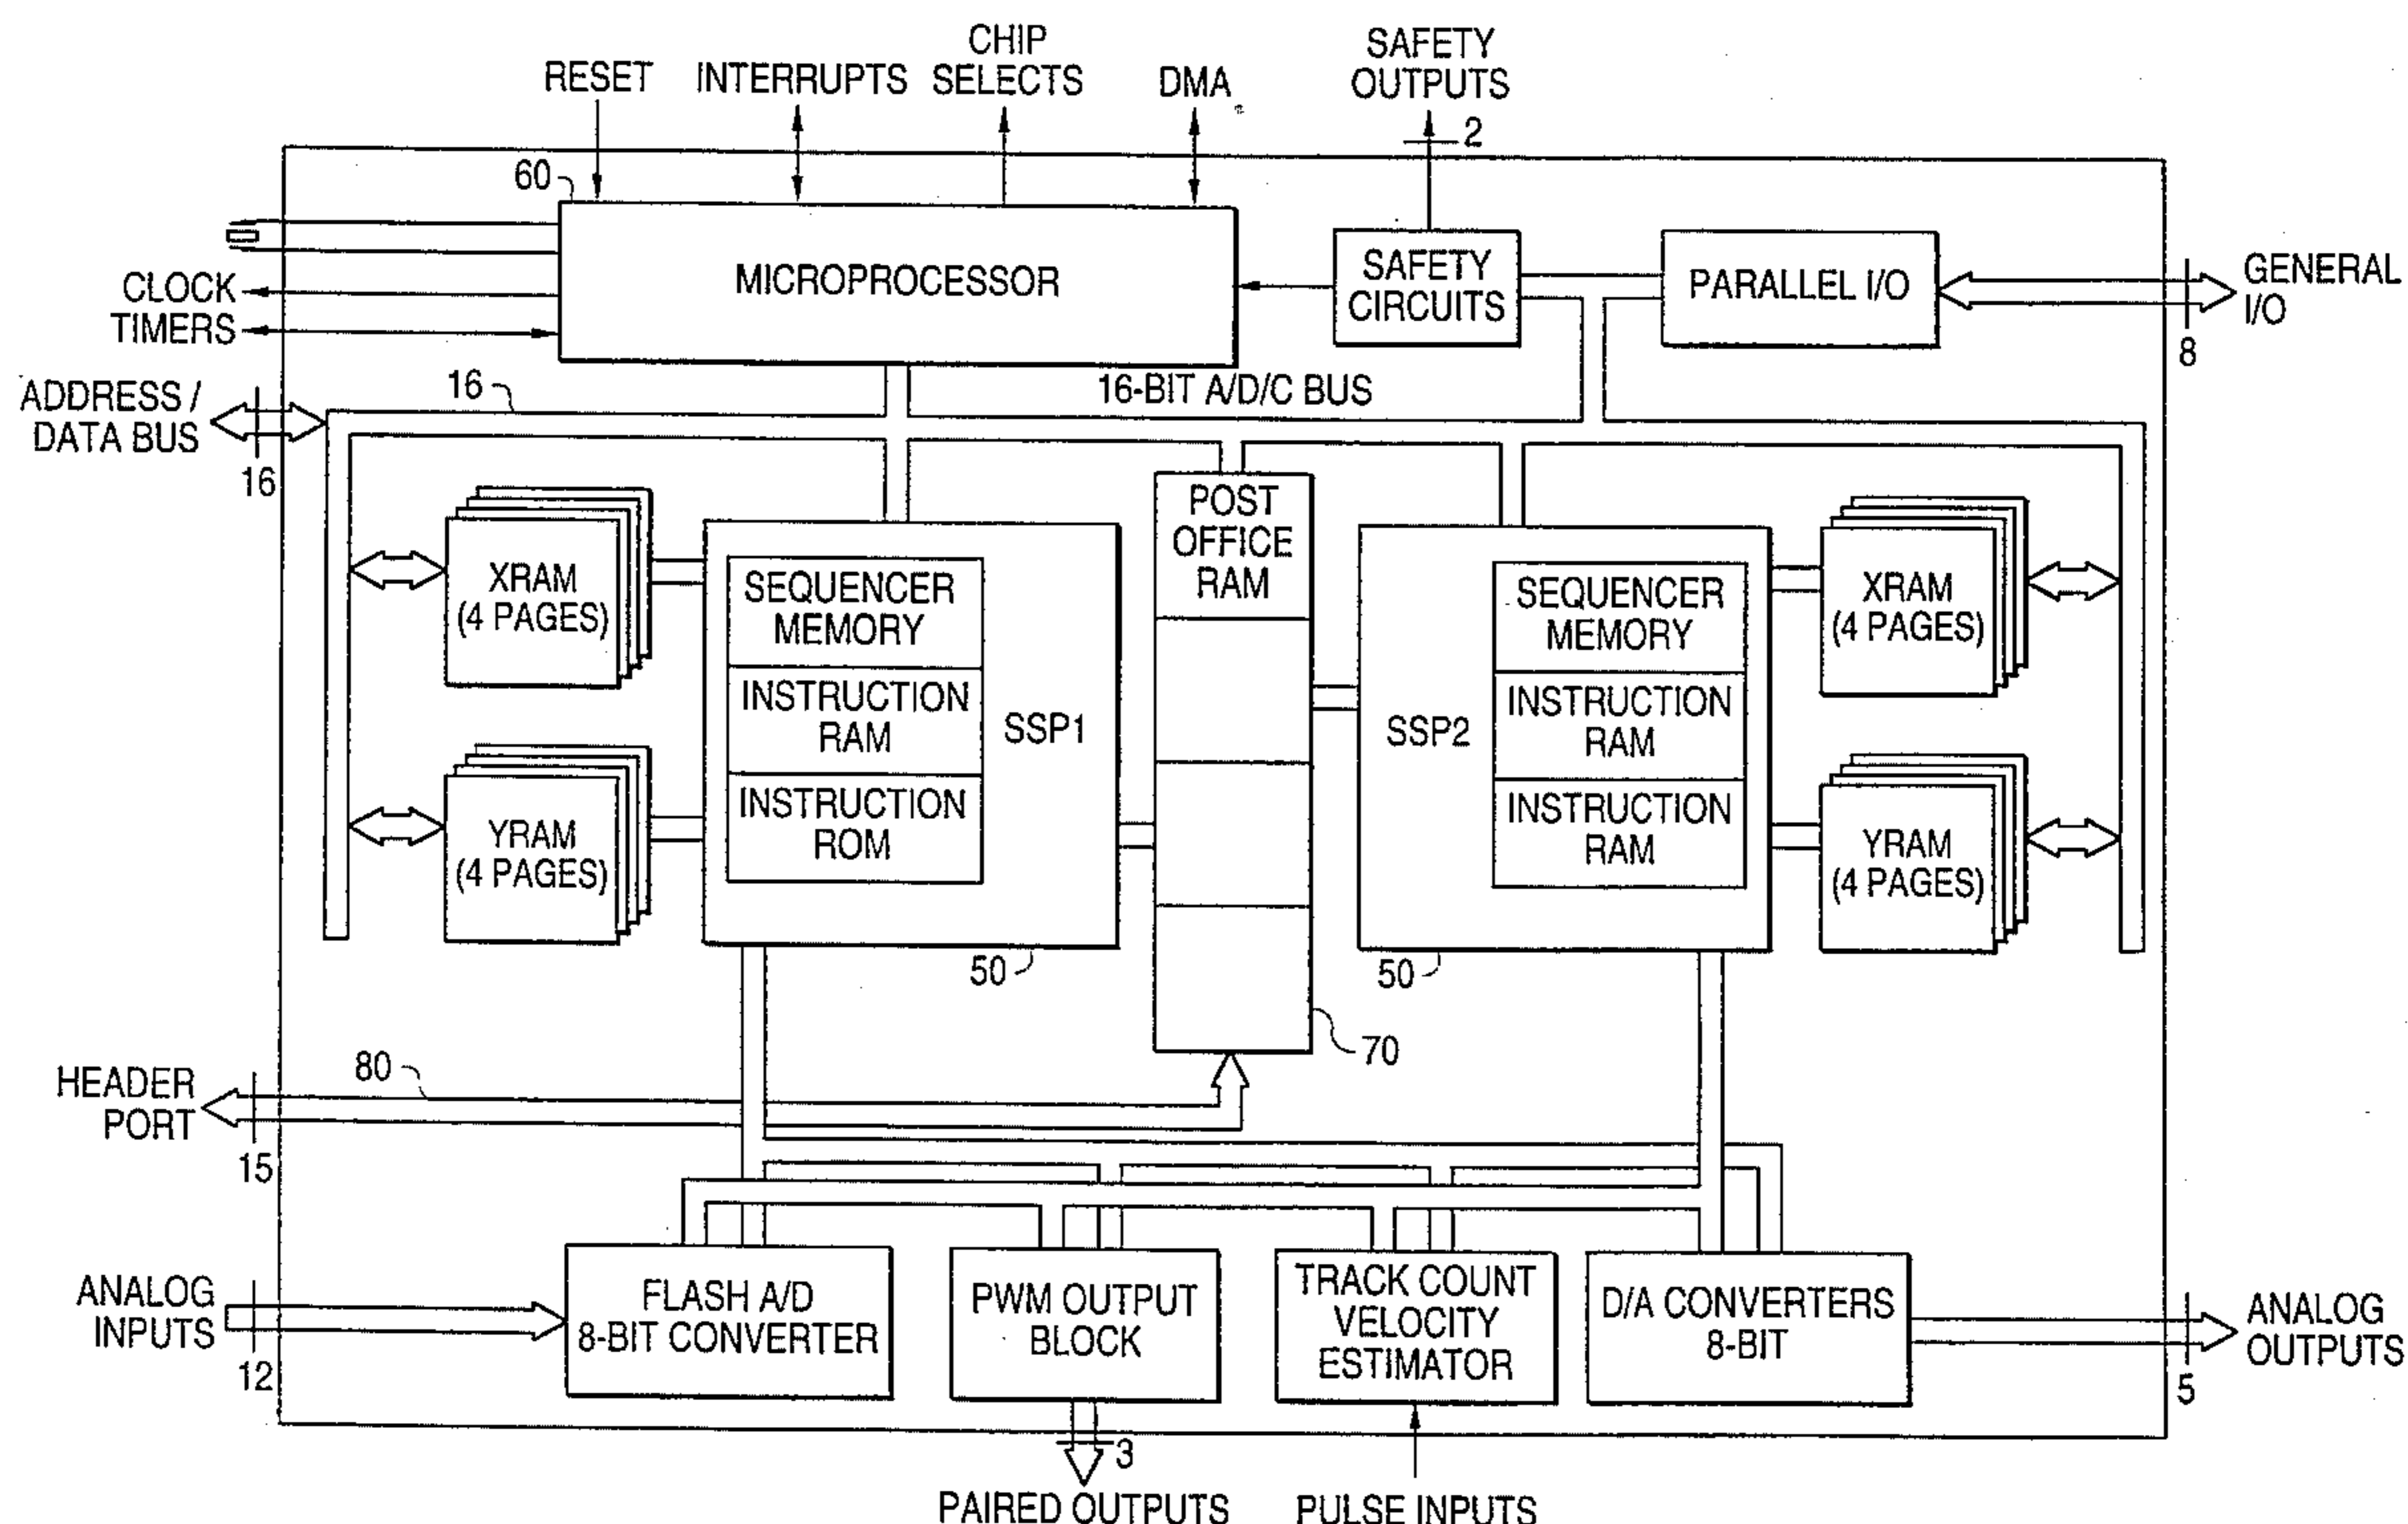 CHIP
SELECTS
SAFETY
OUTPUTS
RESET
INTERRUPTS
DMA
2
60
MICROPROCESSOR
SAFETY
CIRCUITS
PARALLEL I/O
GENERAL
I/O
8
CLOCK
TIMERS
ADDRESS /
DATA BUS
16
16
16-BIT A/D/C BUS
XRAM
(4 PAGES)
YRAM
(4 PAGES)
SEQUENCER
MEMORY
INSTRUCTION
RAM
INSTRUCTION
ROM
SSP1
50
POST
OFFICE
RAM
70
SSP2
SEQUENCER
MEMORY
INSTRUCTION
RAM
INSTRUCTION
RAM
50
XRAM
(4 PAGES)
YRAM
(4 PAGES)
HEADER
PORT
15
80
ANALOG
INPUTS
12
FLASH A/D
8-BIT CONVERTER
PWM OUTPUT
BLOCK
TRACK COUNT
VELOCITY
ESTIMATOR
D/A CONVERTERS
8-BIT
ANALOG
OUTPUTS
5
3
PAIRED OUTPUTS
PULSE INPUTS